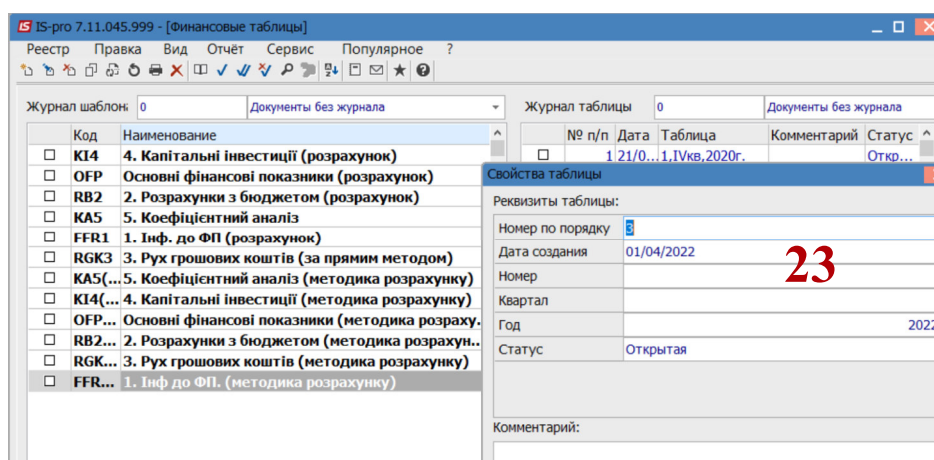 IS-pro 7.11.045.999 - [Финансовые таблицы]
Реестр Правка Вид Отчёт Сервис Популярное ?
Журнал шаблон 0 Документы без журнала Журнал таблицы 0 Документы без журнала
Код Наименование № п/п Дата Таблица Комментарий Статус
KI4 4. Капітальні інвестиції (розрахунок) 1 21/0... 1,IVкв,2020г. Откр...
OFP Основні фінансові показники (розрахунок)
RB2 2. Розрахунки з бюджетом (розрахунок)
KA5 5. Коефіцієнтний аналіз
FFR1 1. Інф. до ФП (розрахунок)
RGK3 3. Рух грошових коштів (за прямим методом)
KA5(... 5. Коефіцієнтний аналіз (методика розрахунку)
KI4(... 4. Капітальні інвестиції (методика розрахунку)
OFP... Основні фінансові показники (методика розраху.
RB2... 2. Розрахунки з бюджетом (методика розрахун..
RGK... 3. Рух грошових коштів (методика розрахунку)
FFR... 1. Інф до ФП. (методика розрахунку)
Свойства таблицы
Реквизиты таблицы:
Номер по порядку 3
Дата создания 01/04/2022
23
Номер
Квартал
Год 2022
Статус Открытая
Комментарий: